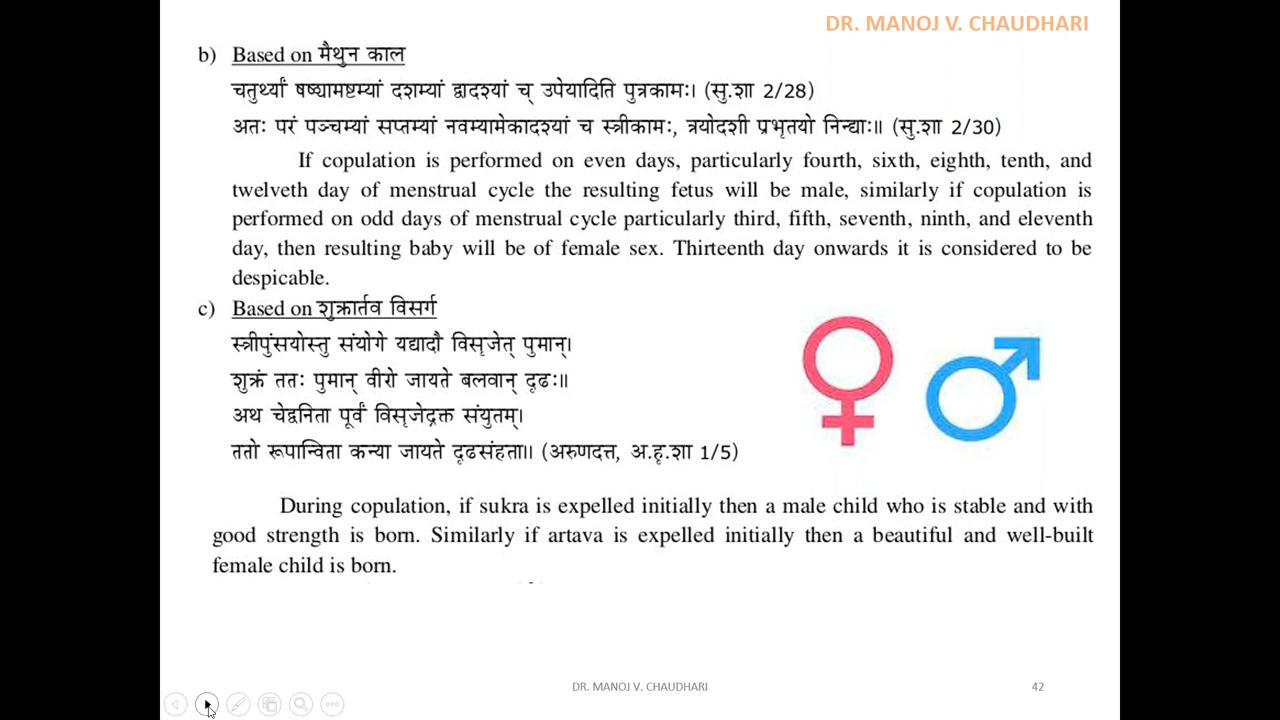 DR. MANOJ V. CHAUDHARI
b) Based on मैथुन काल
चतुर्थ्यां षष्ठ्यामष्टम्यां दशम्यां द्वादश्यां च् उपेयादिति पुत्रकामः। (सु.शा 2/28)
अतः परं पञ्चम्यां सप्तम्यां नवम्यामेकादश्यां च स्त्रीकामः, त्रयोदशी प्रभृतयो निन्द्याः॥ (सु.शा 2/30)
If copulation is performed on even days, particularly fourth, sixth, eighth, tenth, and
twelveth day of menstrual cycle the resulting fetus will be male, similarly if copulation is
performed on odd days of menstrual cycle particularly third, fifth, seventh, ninth, and eleventh
day, then resulting baby will be of female sex. Thirteenth day onwards it is considered to be
despicable.
c) Based on शुक्रार्तव विसर्ग
स्त्रीपुंसयोस्तु संयोगे यद्यादौ विसृजेत् पुमान्।
शुक्रं ततः पुमान् वीरो जायते बलवान् दृढः॥
अथ चेद्वनिता पूर्वं विसृजेद्रक्त संयुतम्।
ततो रूपान्विता कन्या जायते दृढसंहता॥ (अरुणदत्त, अ.हृ.शा 1/5)
During copulation, if sukra is expelled initially then a male child who is stable and with
good strength is born. Similarly if artava is expelled initially then a beautiful and well-built
female child is born.
DR. MANOJ V. CHAUDHARI 42